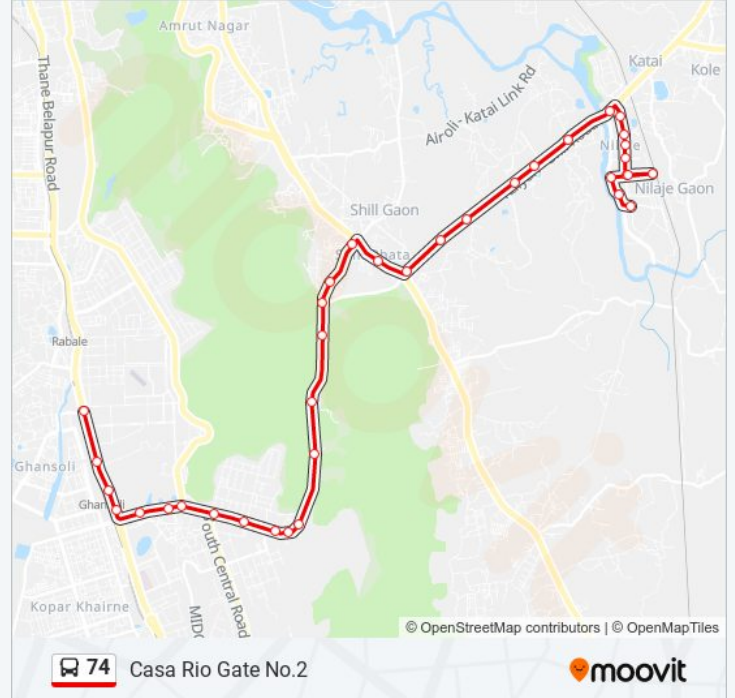 Amrut Nagar
Katai
Kole
Thane Belapur Road
Airoli - Katai Link Rd
Nilaje Gaon
Shill Gaon
Rabale
Ghansoli
Kopar Khairne
MIDC
outh Central Road
© OpenStreetMap contributors | © OpenMapTiles
74 Casa Rio Gate No.2
moovit